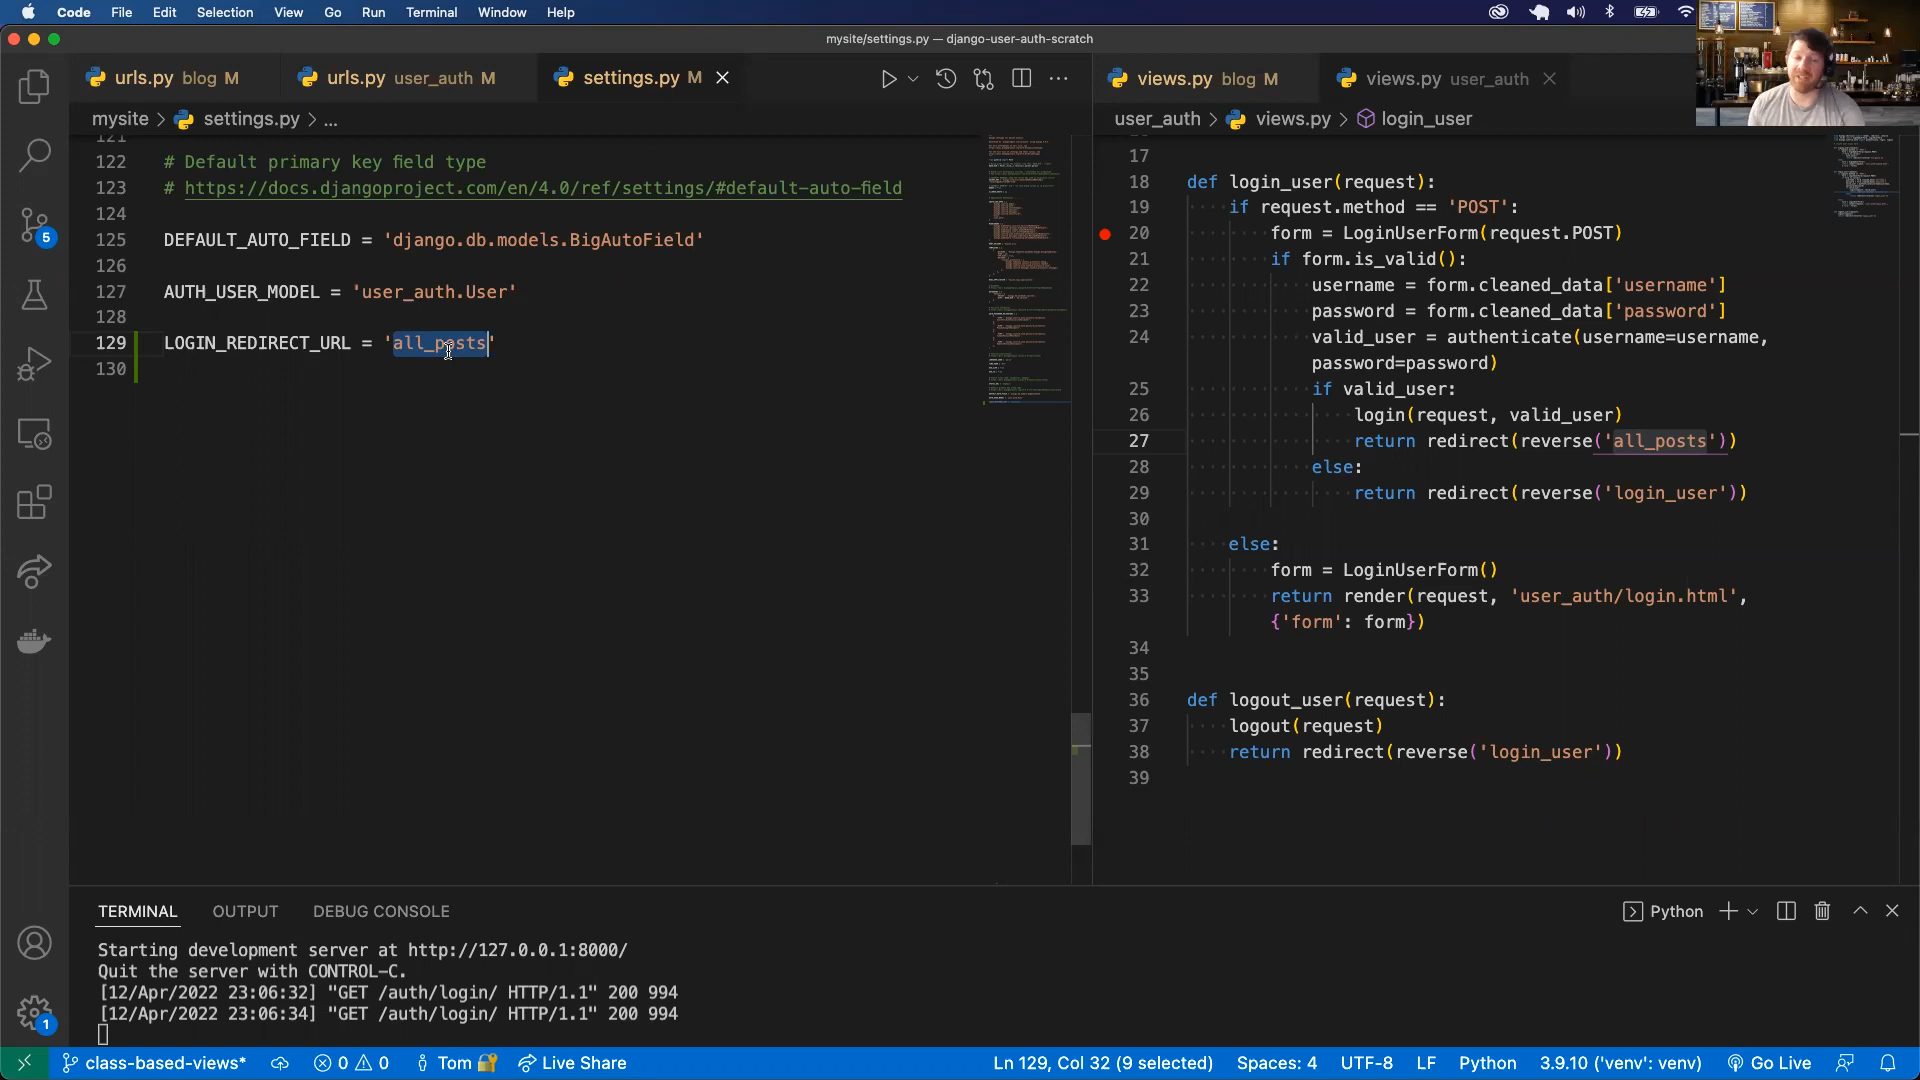 Code File Edit Selection View Go Run Terminal Window Help
mysite/settings.py — django-user-auth-scratch
urls.py blog M urls.py user_auth M settings.py M
views.py blog M views.py user_auth
mysite > settings.py > ...
user_auth > views.py > login_user
121
122 # Default primary key field type
123 # https://docs.djangoproject.com/en/4.0/ref/settings/#default-auto-field
124
125 DEFAULT_AUTO_FIELD = 'django.db.models.BigAutoField'
126
127 AUTH_USER_MODEL = 'user_auth.User'
128
129 LOGIN_REDIRECT_URL = 'all_posts'
130
17
18 def login_user(request):
19 if request.method == 'POST':
20 form = LoginUserForm(request.POST)
21 if form.is_valid():
22 username = form.cleaned_data['username']
23 password = form.cleaned_data['password']
24 valid_user = authenticate(username=username,
password=password)
25 if valid_user:
26 login(request, valid_user)
27 return redirect(reverse('all_posts'))
28 else:
29 return redirect(reverse('login_user'))
30
31 else:
32 form = LoginUserForm()
33 return render(request, 'user_auth/login.html',
{'form': form})
34
35
36 def logout_user(request):
37 logout(request)
38 return redirect(reverse('login_user'))
39
5
TERMINAL OUTPUT DEBUG CONSOLE
Python
Starting development server at http://127.0.0.1:8000/
Quit the server with CONTROL-C.
[12/Apr/2022 23:06:32] "GET /auth/login/ HTTP/1.1" 200 994
[12/Apr/2022 23:06:34] "GET /auth/login/ HTTP/1.1" 200 994
1
class-based-views* 0 0 Tom Live Share
Ln 129, Col 32 (9 selected) Spaces: 4 UTF-8 LF Python 3.9.10 ('venv': venv) Go Live